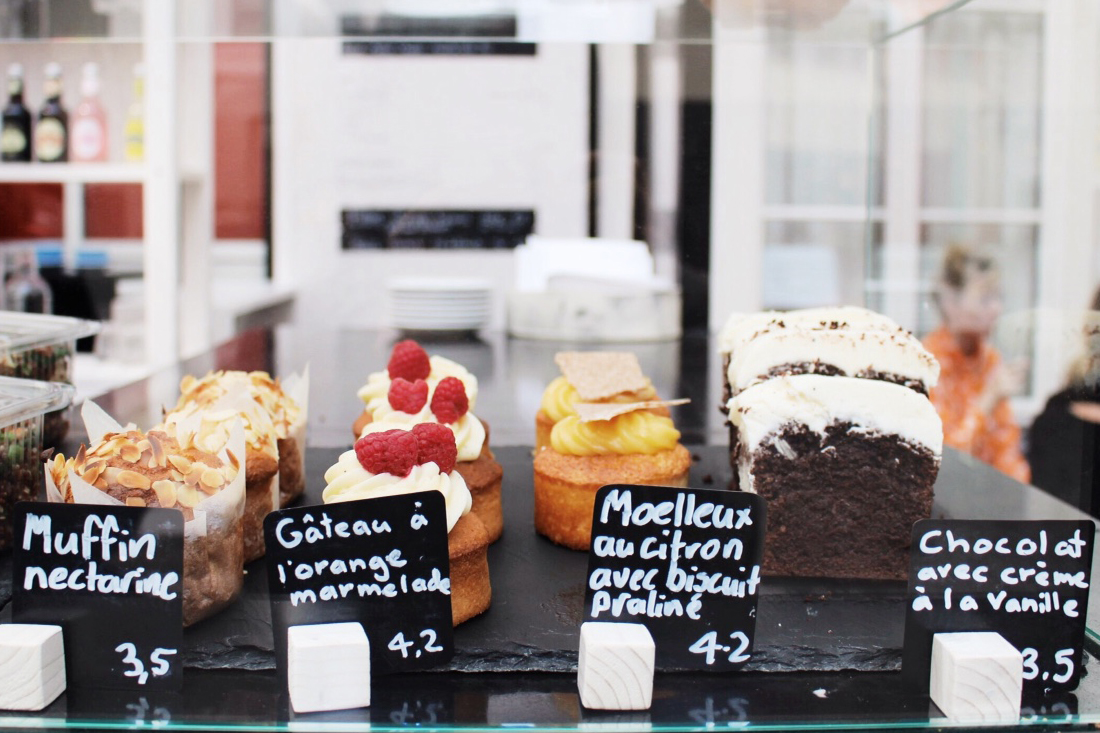 Muffin
nectarine
3,5
Gâteau à
l'orange
marmelade
4,2
Moelleux
au citron
avec biscuit
praliné
4.2
Chocolat
avec crème
à la vanille
3.5